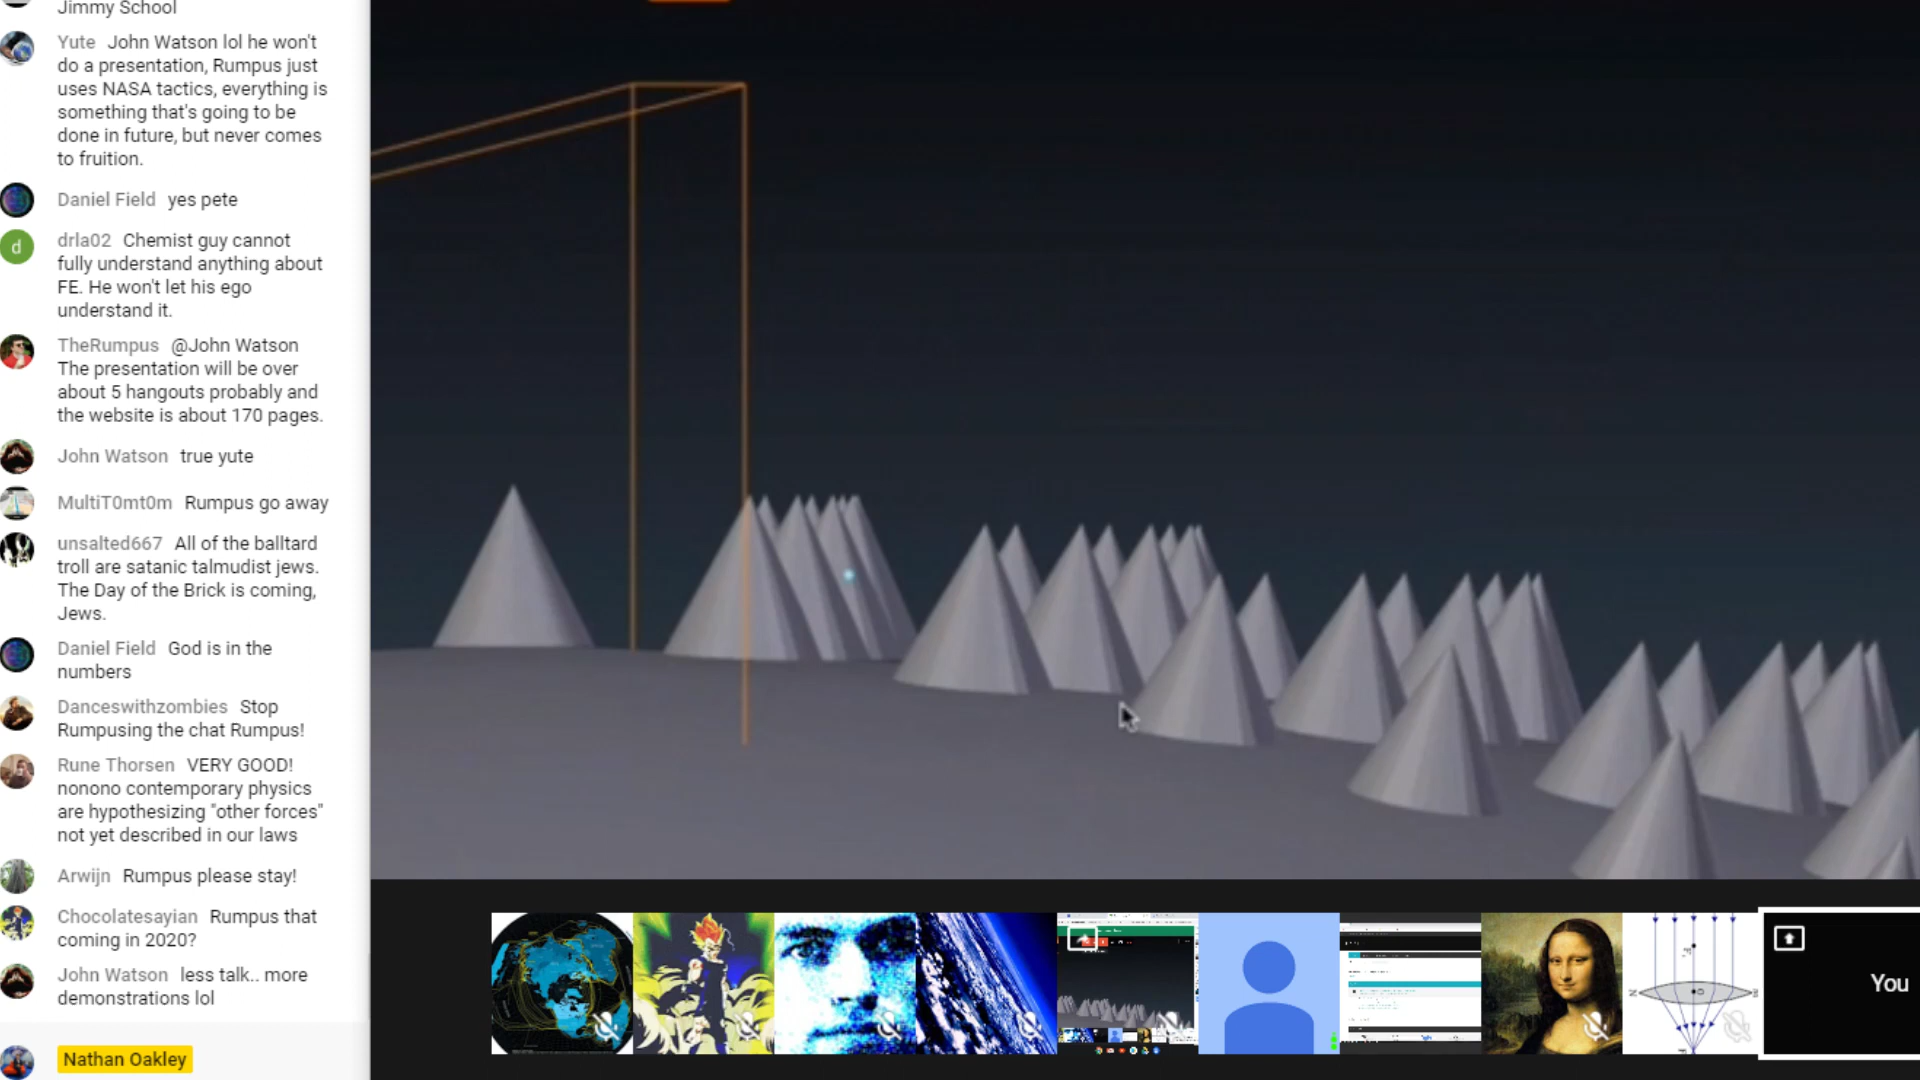 Jimmy School
Yute John Watson lol he won't
do a presentation, Rumpus just
uses NASA tactics, everything is
something that's going to be
done in future, but never comes
to fruition.
Daniel Field yes pete
d
drla02 Chemist guy cannot
fully understand anything about
FE. He won't let his ego
understand it.
TheRumpus @John Watson
The presentation will be over
about 5 hangouts probably and
the website is about 170 pages.
John Watson true yute
MultiT0mt0m Rumpus go away
unsalted667 All of the balltard
troll are satanic talmudist jews.
The Day of the Brick is coming,
Jews.
Daniel Field God is in the
numbers
Danceswithzombies Stop
Rumpusing the chat Rumpus!
Rune Thorsen VERY GOOD!
nonono contemporary physics
are hypothesizing "other forces"
not yet described in our laws
Arwijn Rumpus please stay!
Chocolatesayian Rumpus that
coming in 2020?
John Watson less talk.. more
demonstrations lol
Nathan Oakley
You